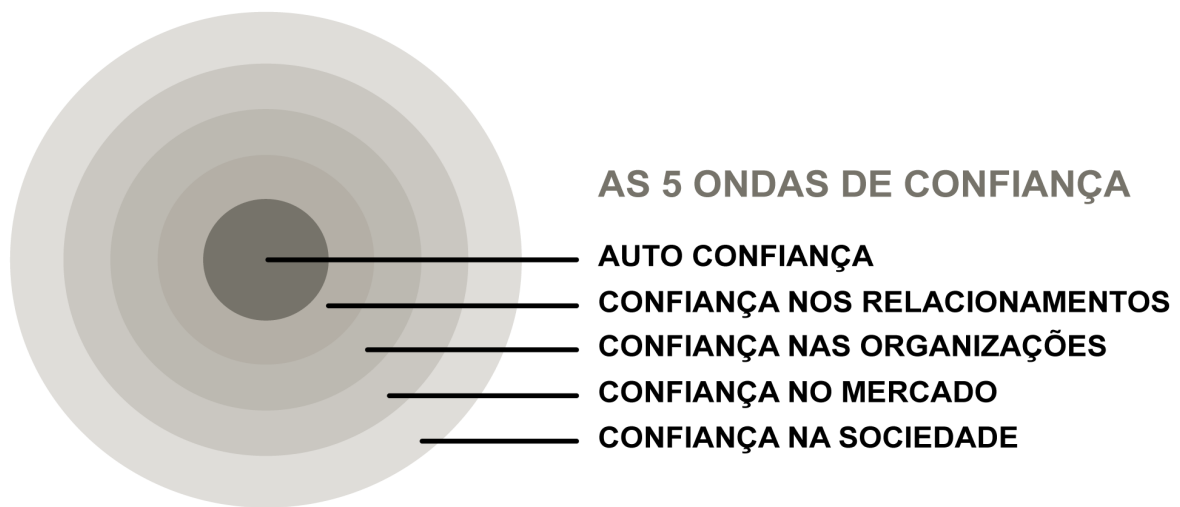 AS 5 ONDAS DE CONFIANÇA
AUTO CONFIANÇA
CONFIANÇA NOS RELACIONAMENTOS
CONFIANÇA NAS ORGANIZAÇÕES
CONFIANÇA NO MERCADO
CONFIANÇA NA SOCIEDADE